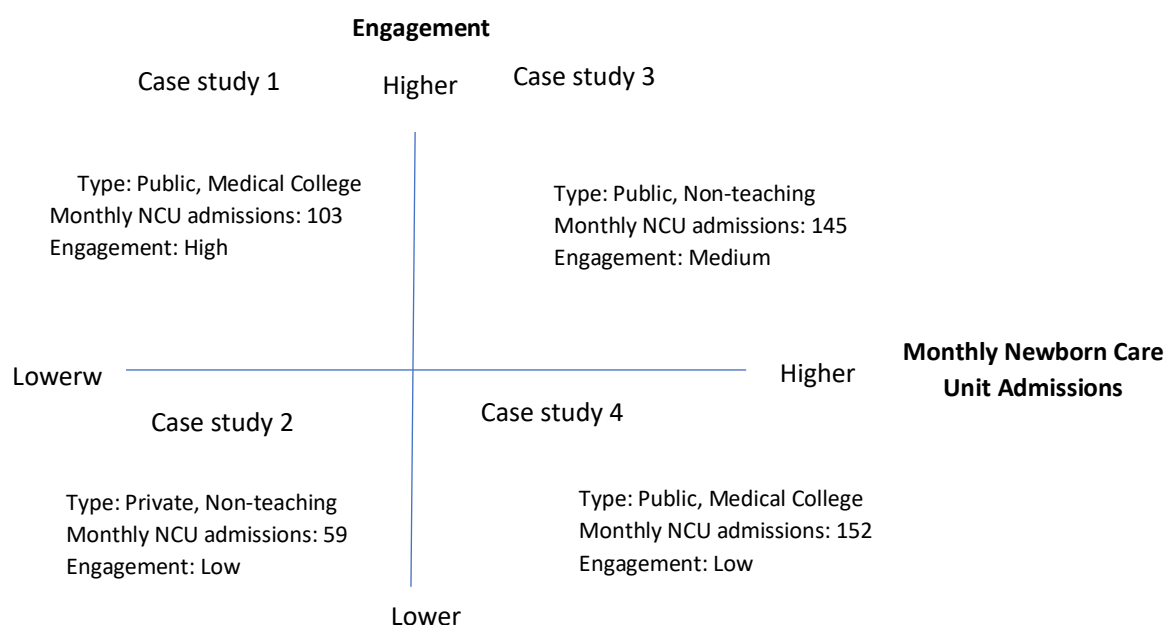 Engagement
Case study 1
Higher
Case study 3
Type: Public, Medical College
Monthly NCU admissions: 103
Engagement: High
Type: Public, Non-teaching
Monthly NCU admissions: 145
Engagement: Medium
Lowerw
Higher
Monthly Newborn Care
Unit Admissions
Case study 2
Case study 4
Type: Private, Non-teaching
Monthly NCU admissions: 59
Engagement: Low
Type: Public, Medical College
Monthly NCU admissions: 152
Engagement: Low
Lower